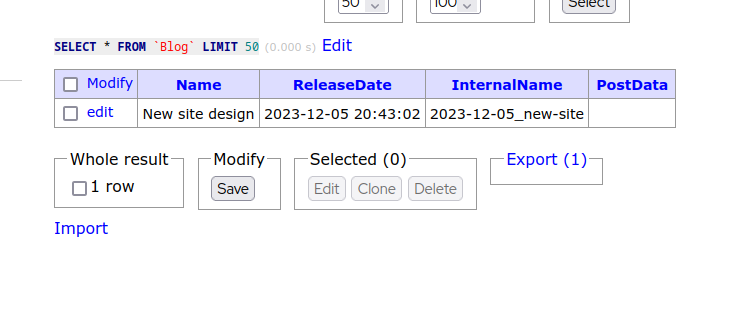 50 100 Select
SELECT * FROM `Blog` LIMIT 50 (0.000 s) Edit
Modify Name ReleaseDate InternalName PostData
edit New site design 2023-12-05 20:43:02 2023-12-05_new-site
Whole result Modify Selected (0) Export (1)
1 row Save Edit Clone Delete
Import